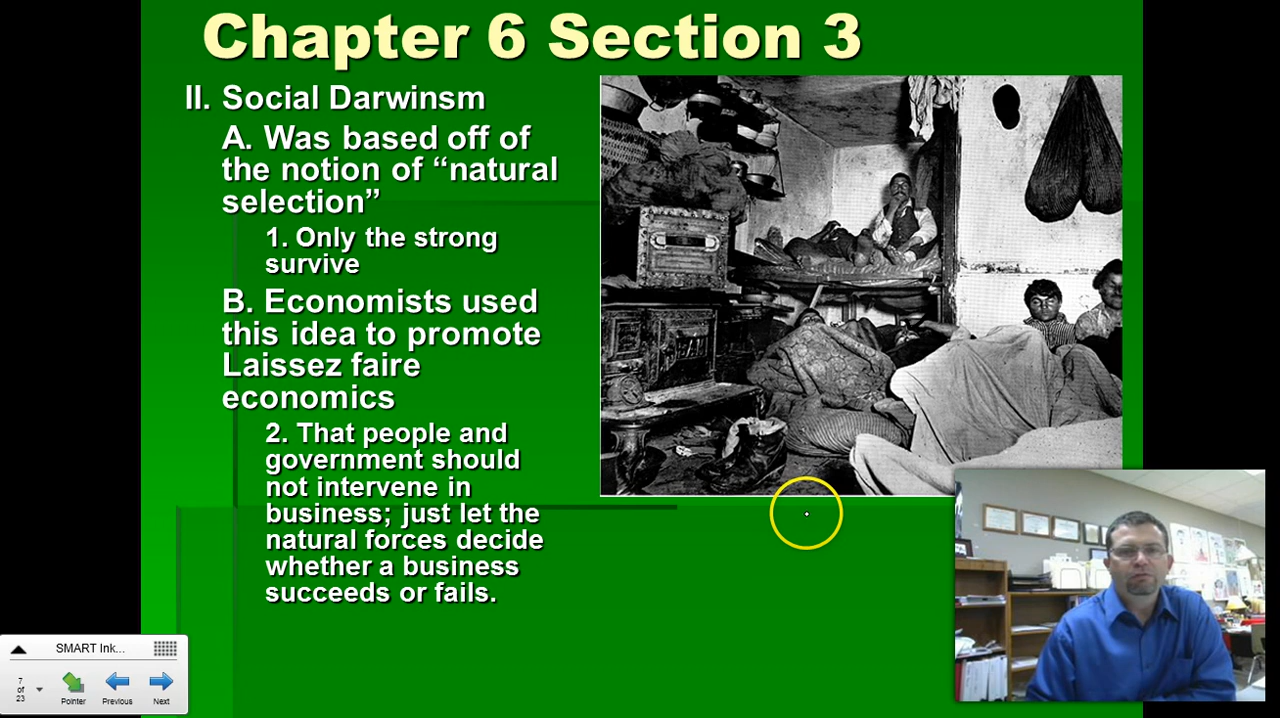 Chapter 6 Section 3
II. Social Darwinsm
A. Was based off of
the notion of “natural
selection”
1. Only the strong
survive
B. Economists used
this idea to promote
Laissez faire
economics
2. That people and
government should
not intervene in
business; just let the
natural forces decide
whether a business
succeeds or fails.
SMART Ink...
7
of
23
Pointer
Previous
Next